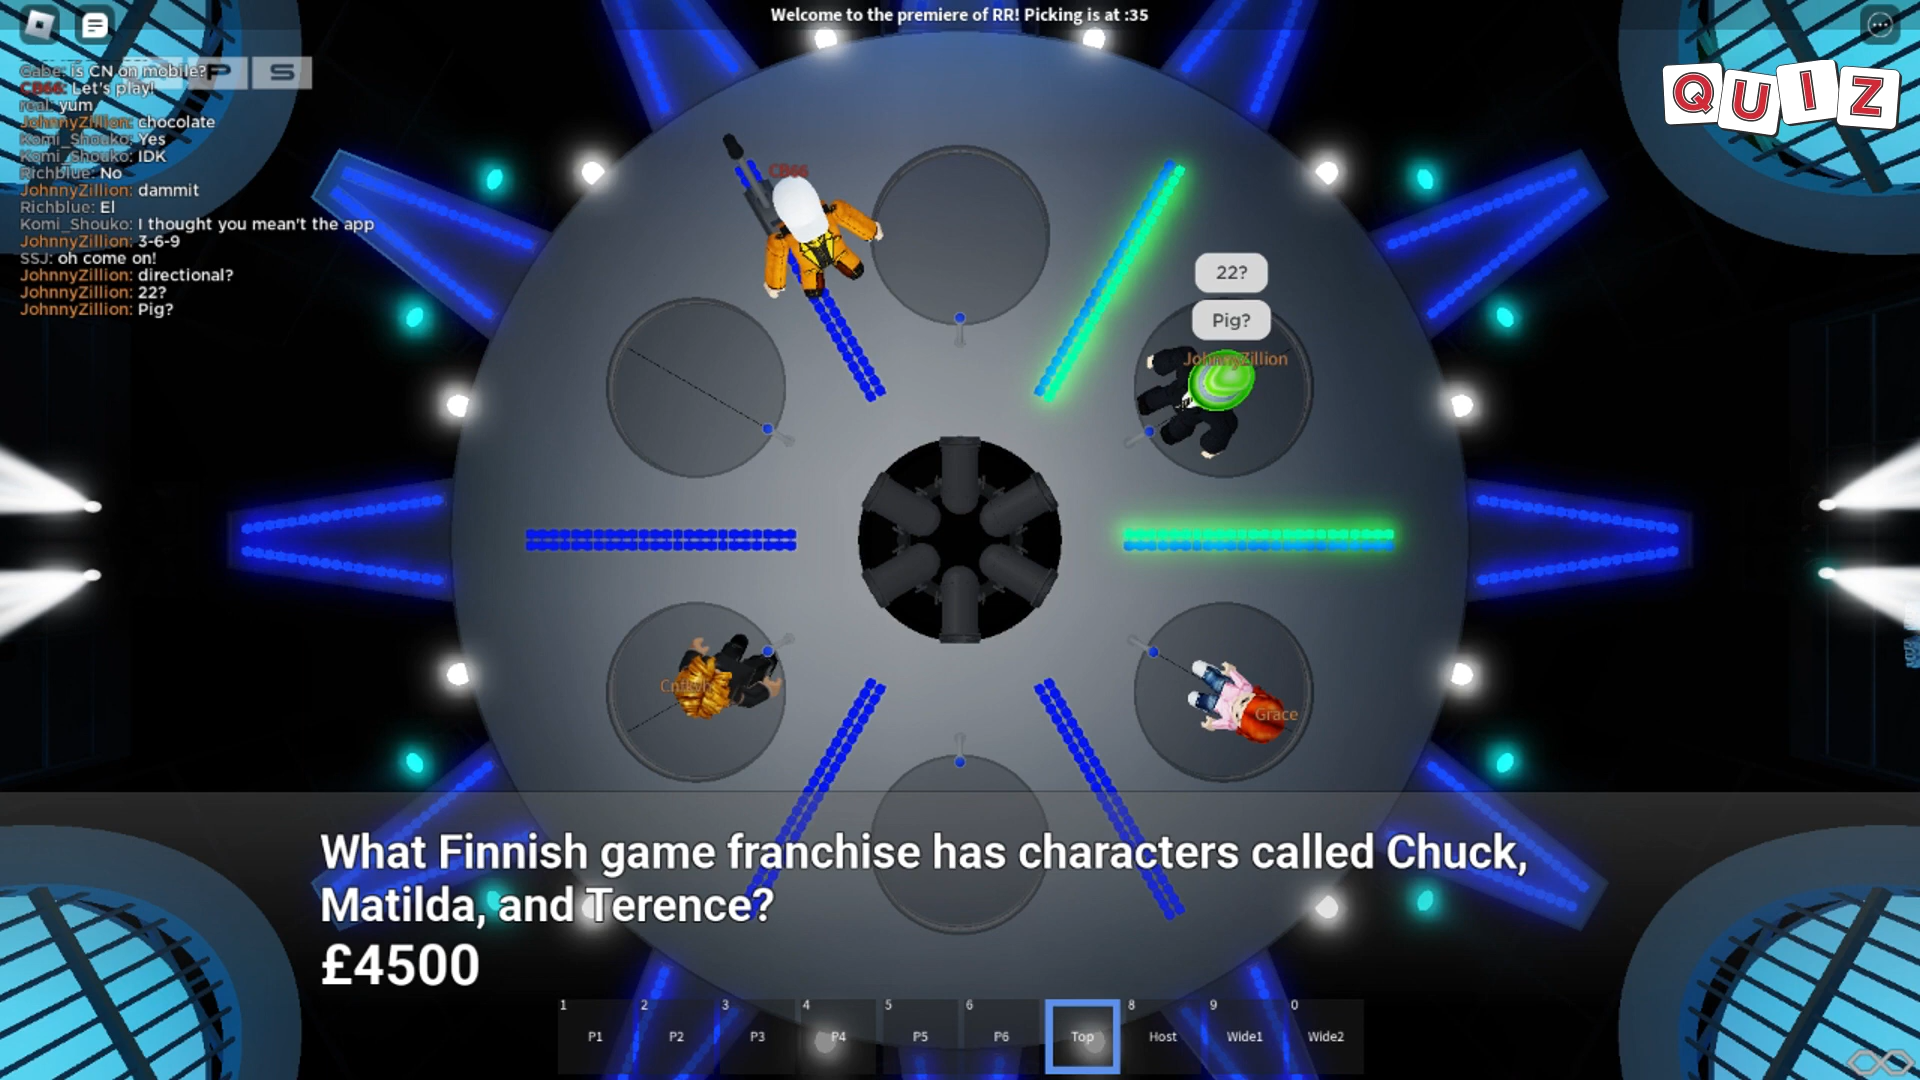 Welcome to the premiere of RR! Picking is at :35
Gabe: is CN on mobile?
P S
CB66: Let's play!
real: yum
JohnnyZillion: chocolate
Komi_Shouko: Yes
Komi_Shouko: IDK
Richblue: No
JohnnyZillion: dammit
Richblue: El
Komi_Shouko: I thought you mean't the app
JohnnyZillion: 3-6-9
SSJ: oh come on!
JohnnyZillion: directional?
JohnnyZillion: 22?
JohnnyZillion: Pig?
QUIZ
CB66
22?
Pig?
JohnnyZillion
Grace
What Finnish game franchise has characters called Chuck,
Matilda, and Terence?
£4500
1 2 3 4 5 6 8 9 0
P1 P2 P3 P4 P5 P6 Top Host Wide1 Wide2